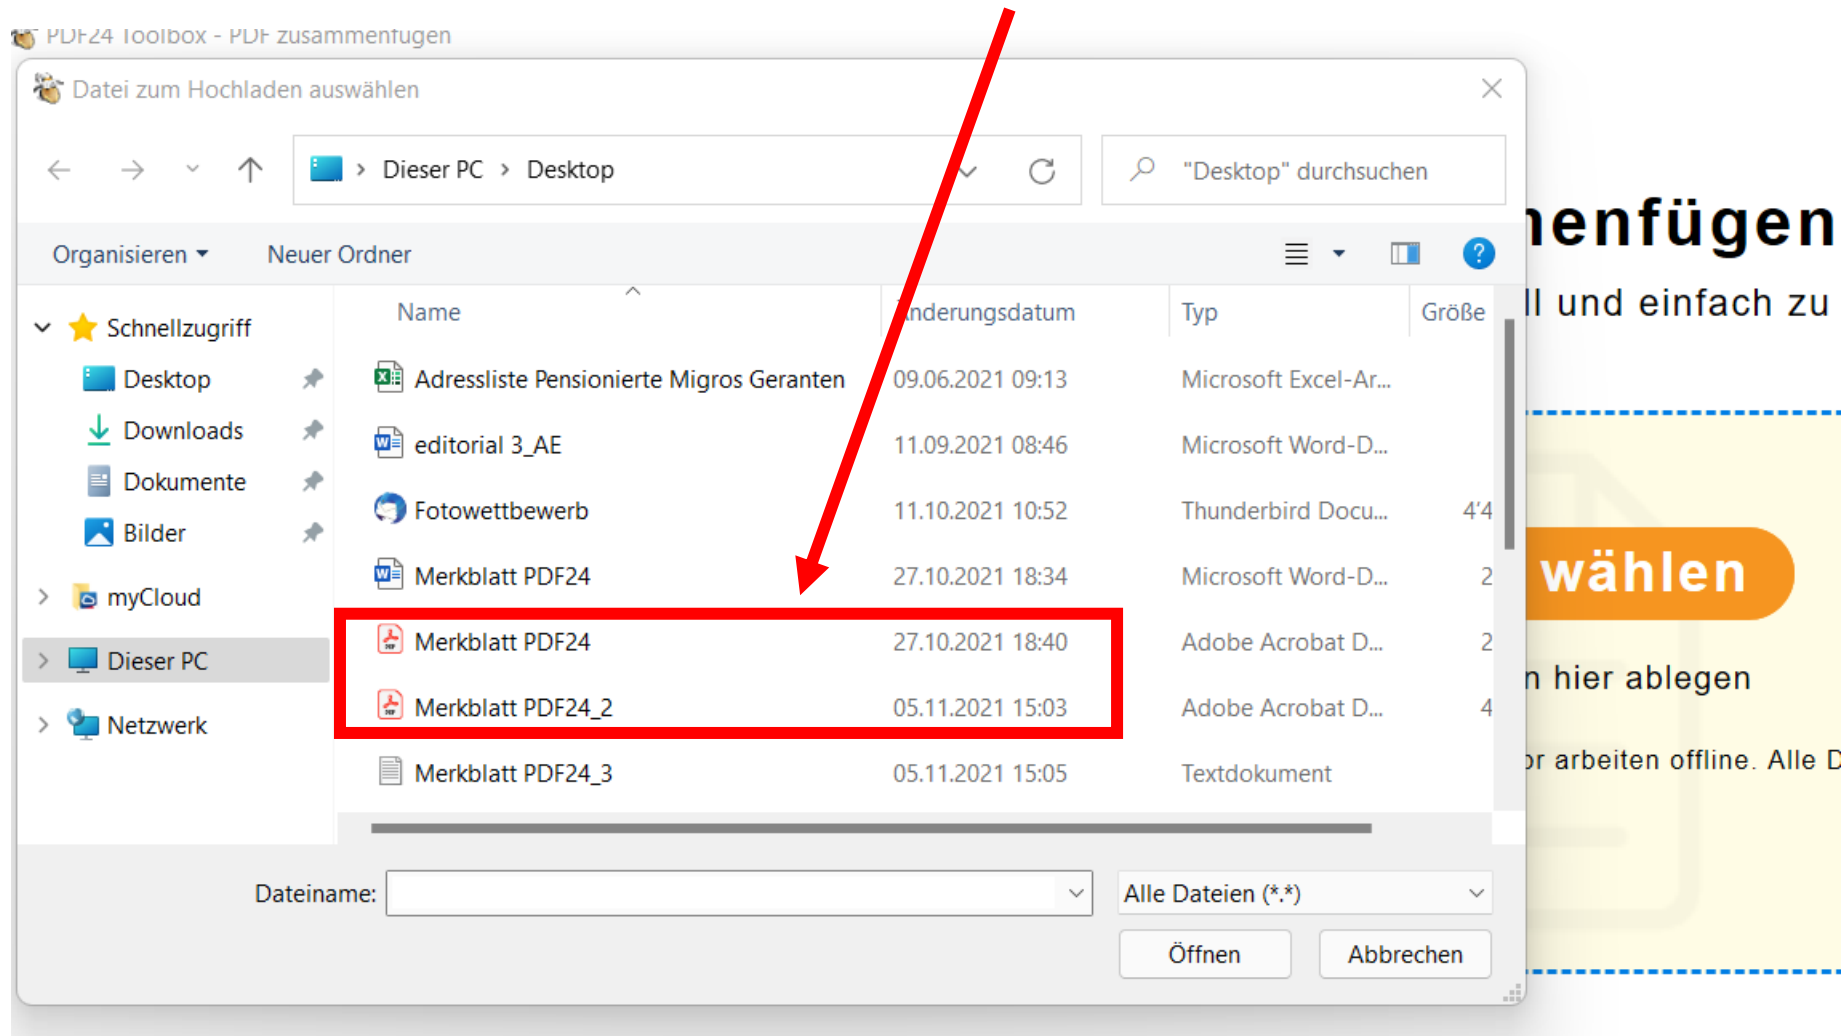 PDF24 Toolbox - PDF zusammenfügen
Datei zum Hochladen auswählen
Dieser PC > Desktop
"Desktop" durchsuchen
Organisieren
Neuer Ordner
Name
Änderungsdatum
Typ
Größe
Schnellzugriff
Desktop
Downloads
Dokumente
Bilder
myCloud
Dieser PC
Netzwerk
Adressliste Pensionierte Migros Geranten 09.06.2021 09:13 Microsoft Excel-Ar...
editorial 3_AE 11.09.2021 08:46 Microsoft Word-D...
Fotowettbewerb 11.10.2021 10:52 Thunderbird Docu... 4'4
Merkblatt PDF24 27.10.2021 18:34 Microsoft Word-D... 2
Merkblatt PDF24 27.10.2021 18:40 Adobe Acrobat D... 2
Merkblatt PDF24_2 05.11.2021 15:03 Adobe Acrobat D... 4
Merkblatt PDF24_3 05.11.2021 15:05 Textdokument
Dateiname:
Alle Dateien (*.*)
Öffnen
Abbrechen
enfügen
ll und einfach zu
wählen
n hier ablegen
or arbeiten offline. Alle D